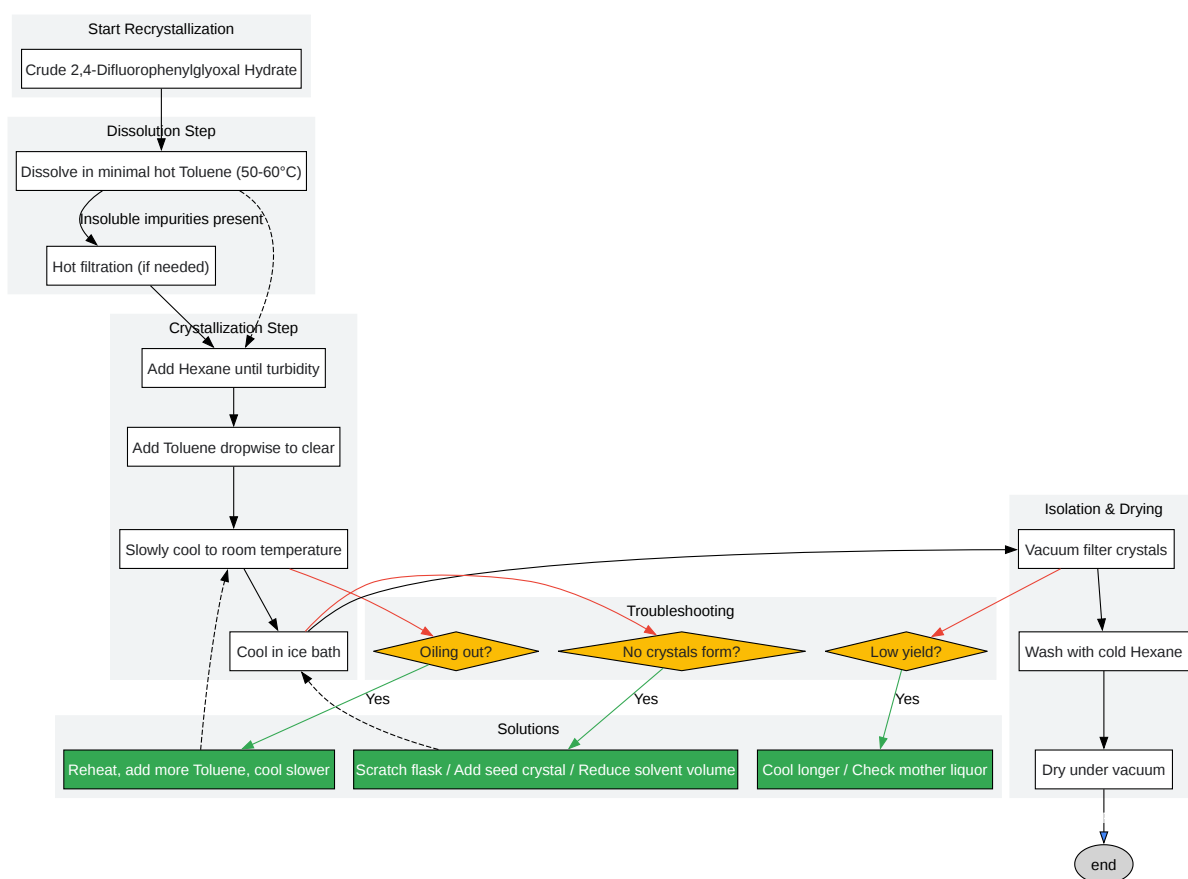 Start Recrystallization
Crude 2,4-Difluorophenylglyoxal Hydrate
Dissolution Step
Dissolve in minimal hot Toluene (50-60°C)
Insoluble impurities present
Hot filtration (if needed)
Crystallization Step
Add Hexane until turbidity
Add Toluene dropwise to clear
Slowly cool to room temperature
Cool in ice bath
Troubleshooting
Oiling out?
No crystals form?
Low yield?
Yes
Yes
Yes
Solutions
Reheat, add more Toluene, cool slower
Scratch flask / Add seed crystal / Reduce solvent volume
Cool longer / Check mother liquor
Isolation & Drying
Vacuum filter crystals
Wash with cold Hexane
Dry under vacuum
end